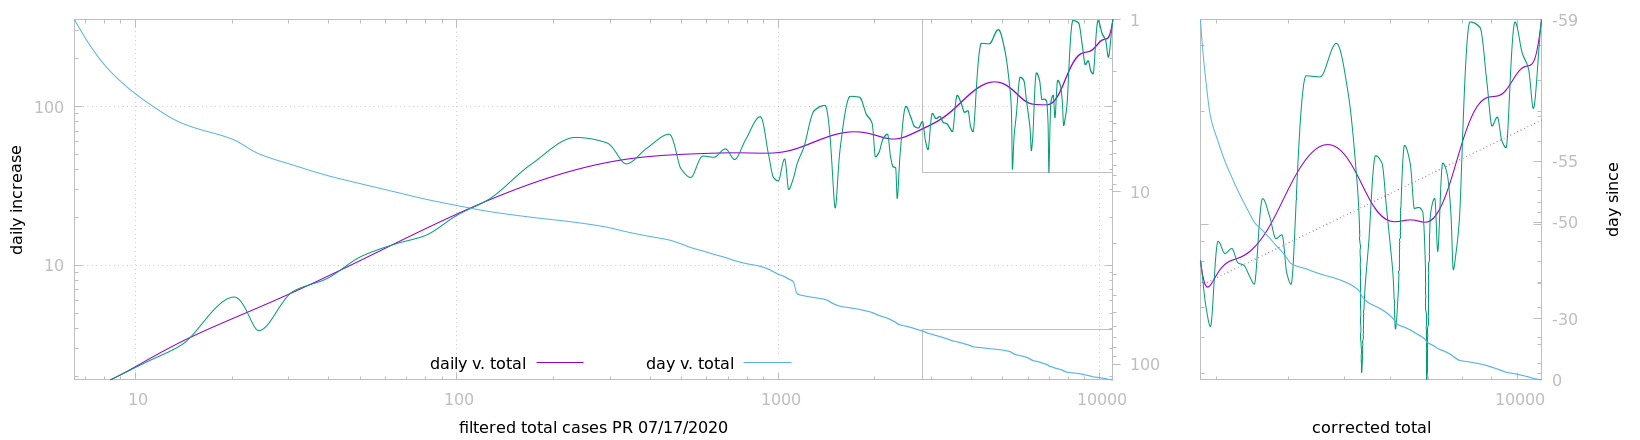 daily increase
100
10
10
100
1000
10000
1
10
100
daily v. total
day v. total
filtered total cases PR 07/17/2020
-59
-55
-50
-30
0
day since
10000
corrected total